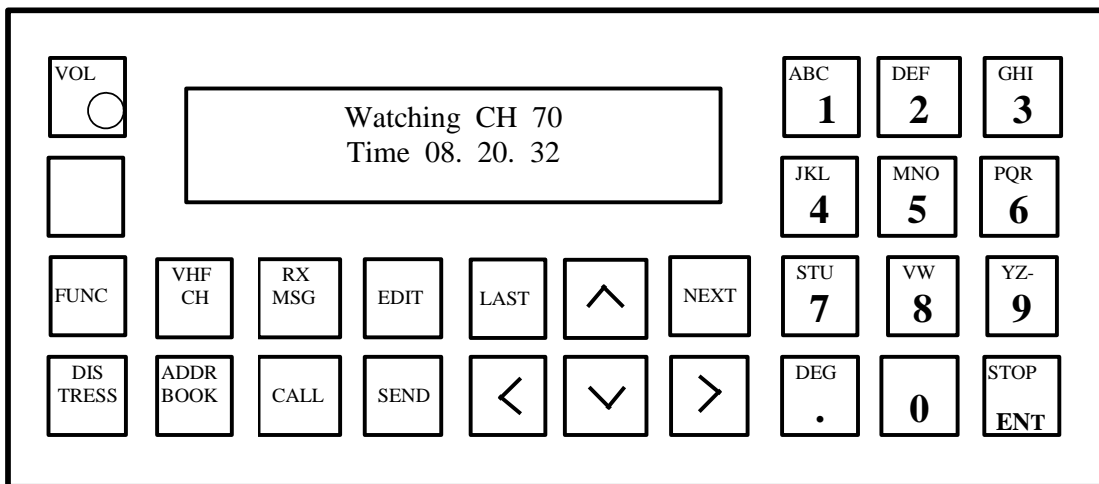 VOL
Watching CH 70
Time 08. 20. 32
ABC
1
DEF
2
GHI
3
JKL
4
MNO
5
PQR
6
FUNC
VHF
CH
RX
MSG
EDIT
LAST
NEXT
STU
7
VW
8
YZ-
9
DIS
TRESS
ADDR
BOOK
CALL
SEND
DEG
.
0
STOP
ENT